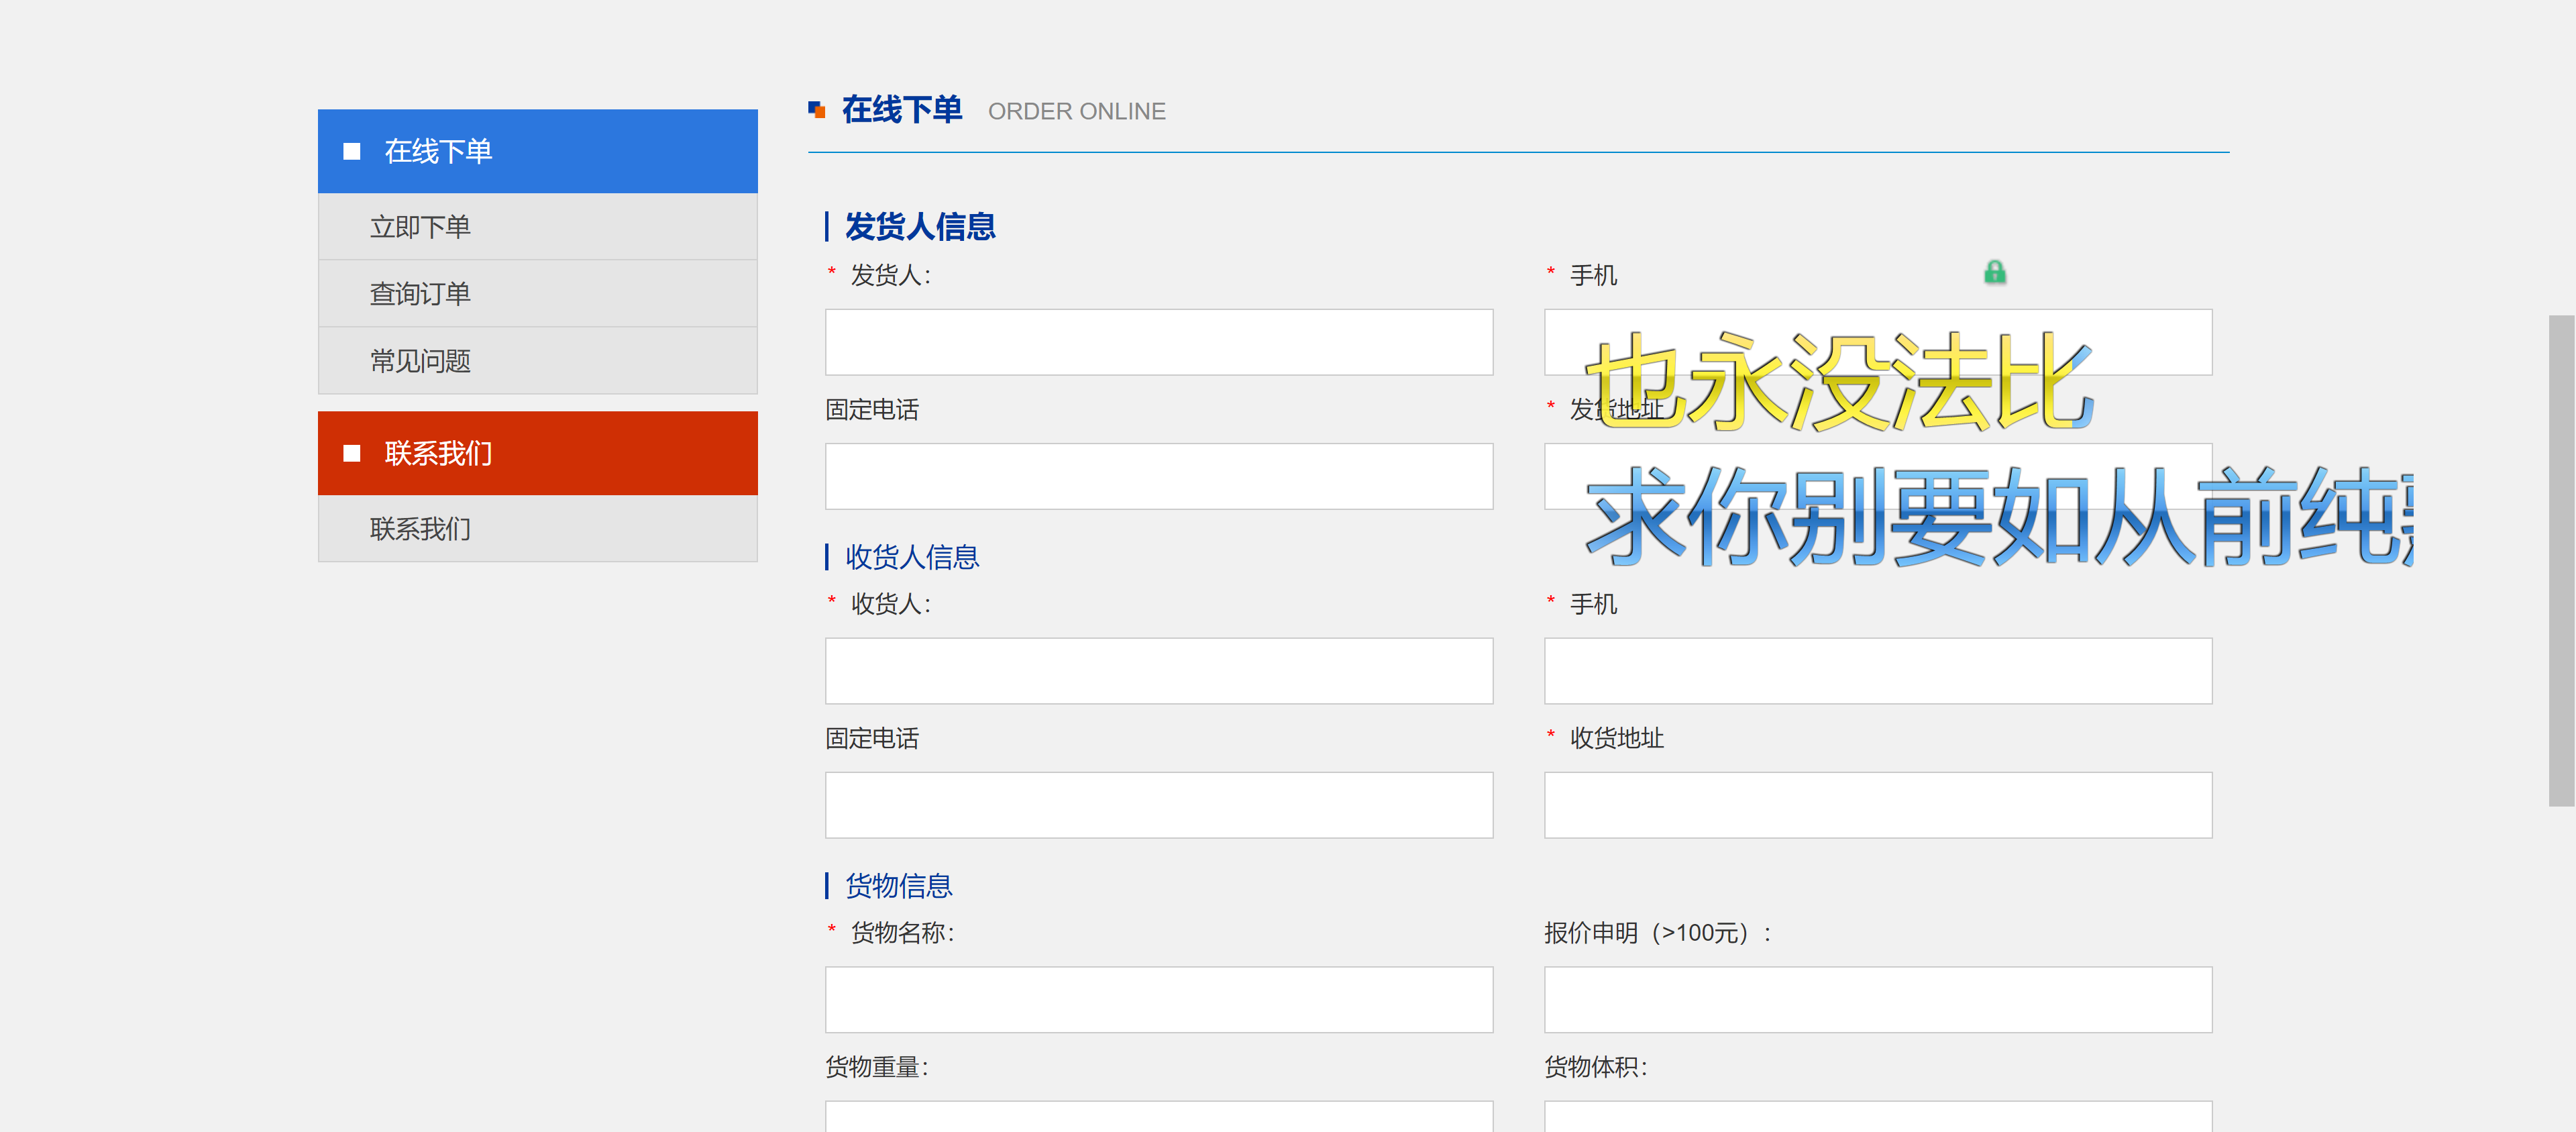 在线下单
立即下单
查询订单
常见问题
联系我们
联系我们
在线下单 ORDER ONLINE
发货人信息
* 发货人：
* 手机
固定电话
* 发货地址
也永没法比
求你别要如从前纯
收货人信息
* 收货人：
* 手机
固定电话
* 收货地址
货物信息
* 货物名称：
报价申明（>100元）：
货物重量：
货物体积：